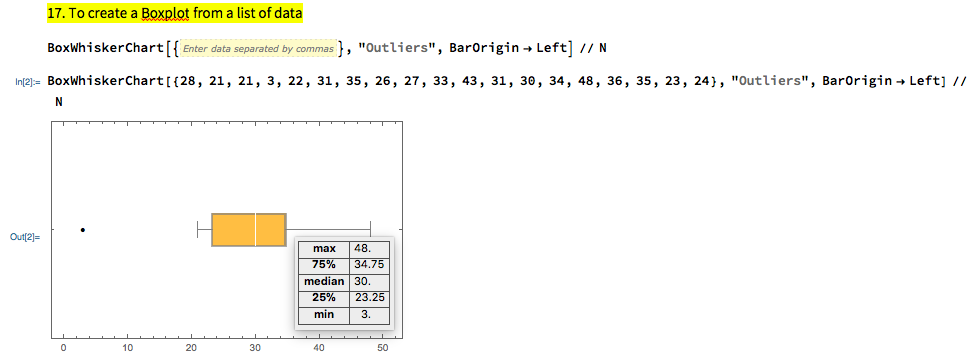 17. To create a Boxplot from a list of data
BoxWhiskerChart[{Enter data separated by commas}, "Outliers", BarOrigin → Left] // N
In[2]:= BoxWhiskerChart[{28, 21, 21, 3, 22, 31, 35, 26, 27, 33, 43, 31, 30, 34, 48, 36, 35, 23, 24}, "Outliers", BarOrigin → Left] //
N
Out[2]=
max 48.
75% 34.75
median 30.
25% 23.25
min 3.
0 10 20 30 40 50